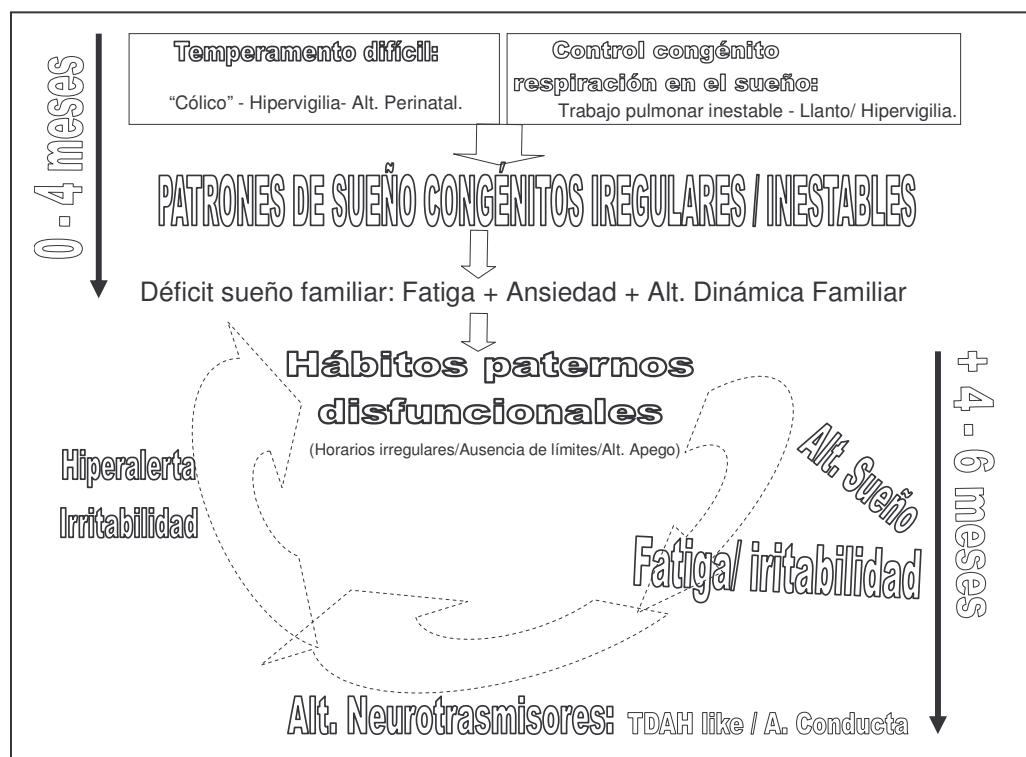 0 - 4 meses
Temperamento difícil:
“Cólico” - Hipervigilia- Alt. Perinatal.
Control congénito
respiración en el sueño:
Trabajo pulmonar inestable - Llanto/ Hipervigilia.
PATRONES DE SUEÑO CONGÉNITOS IREGULARES / INESTABLES
Déficit sueño familiar: Fatiga + Ansiedad + Alt. Dinámica Familiar
Hábitos paternos
disfuncionales
(Horarios irregulares/Ausencia de límites/Alt. Apego)
+ 4 - 6 meses
Alt. Sueño
Fatiga/ iritabilidad
Hiperalerta
Irritabilidad
Alt. Neurotrasmisores: TDAH like / A. Conducta